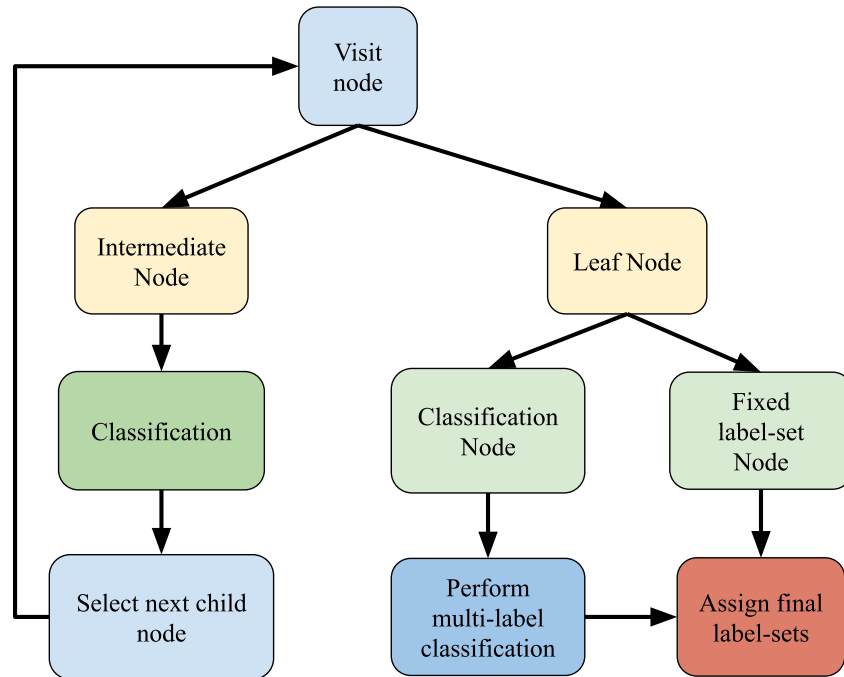 Visit
node
Intermediate
Node
Leaf Node
Classification
Classification
Node
Fixed
label-set
Node
Select next child
node
Perform
multi-label
classification
Assign final
label-sets